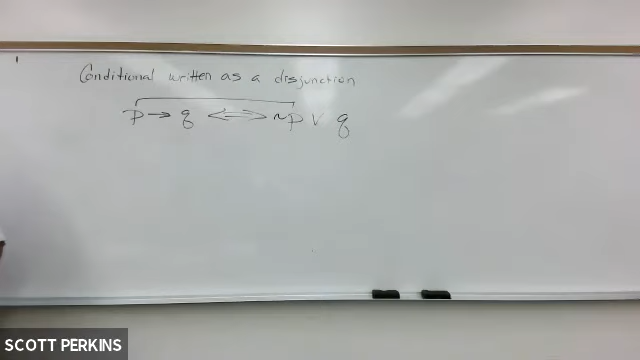 Conditional written as a disjunction
p → q ⟺ ~p ∨ q
SCOTT PERKINS